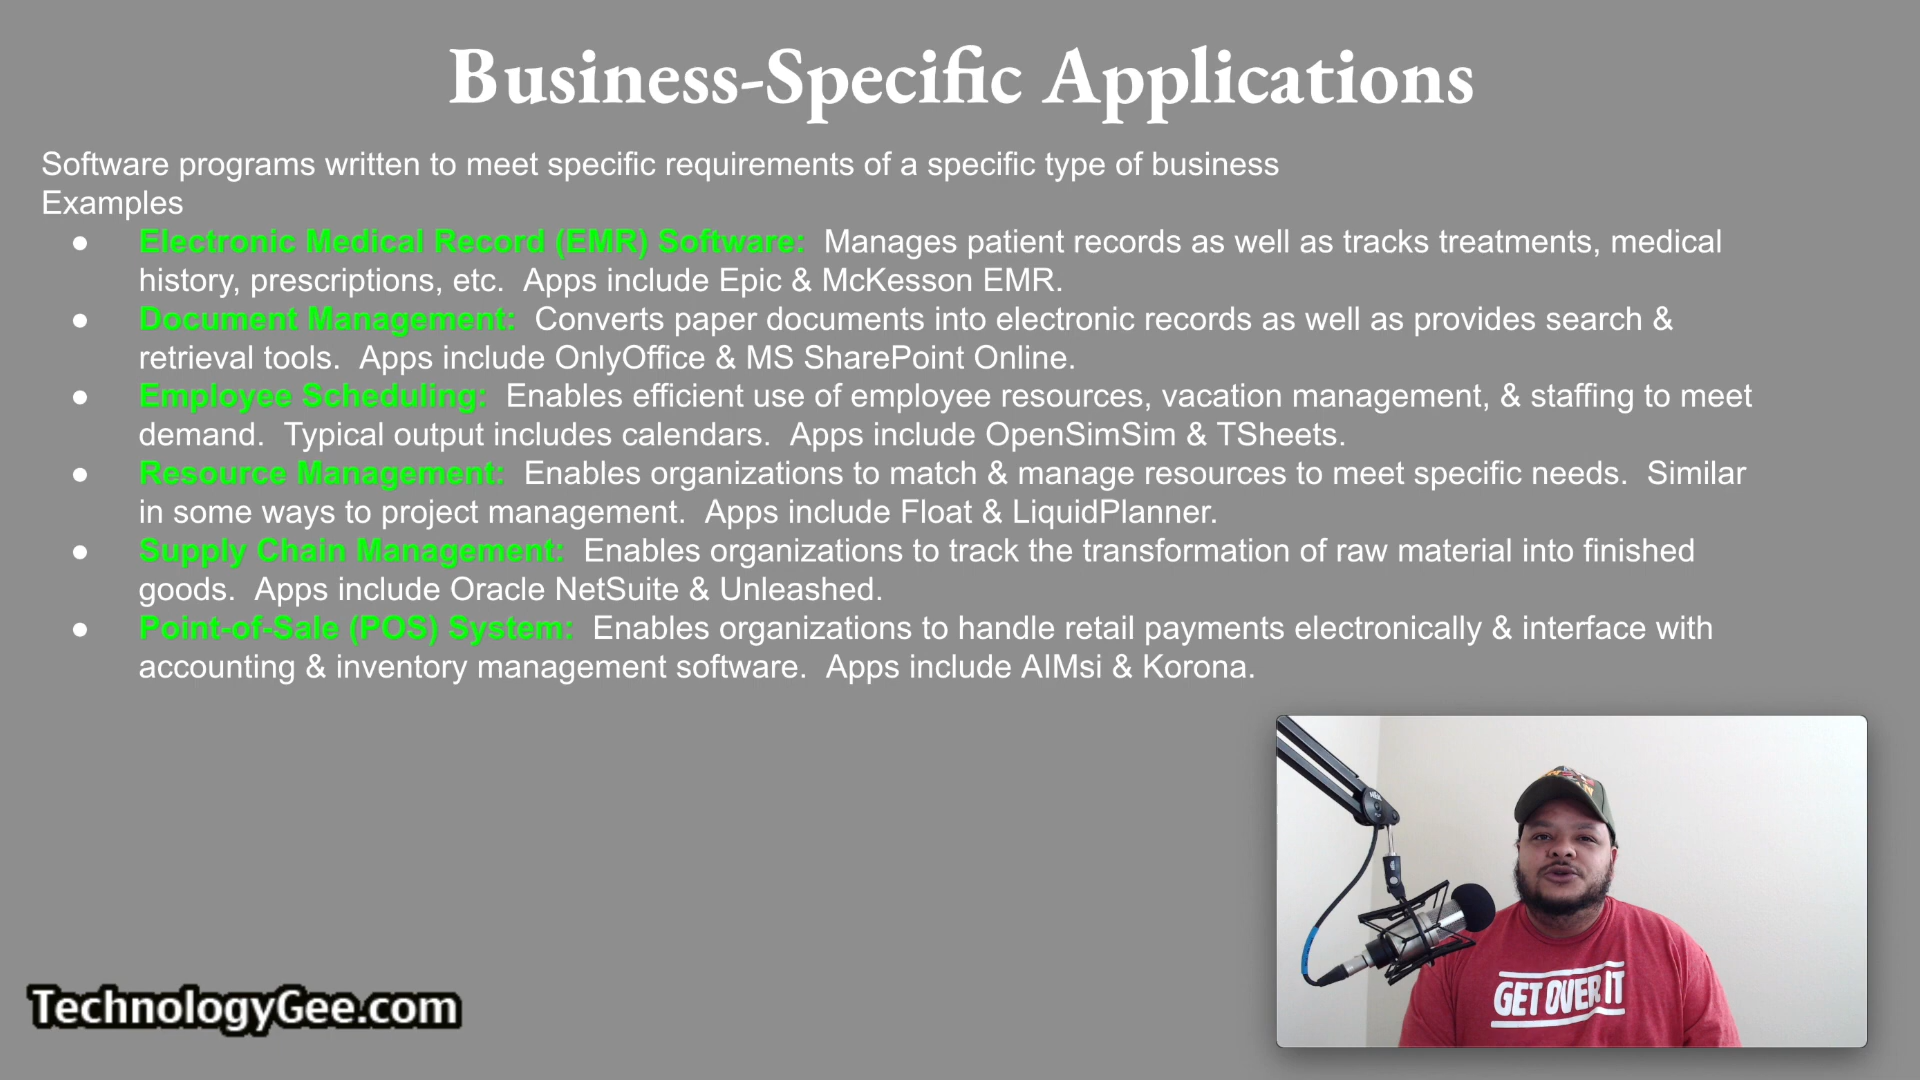 Business-Specific Applications
Software programs written to meet specific requirements of a specific type of business
Examples
● Electronic Medical Record (EMR) Software: Manages patient records as well as tracks treatments, medical
history, prescriptions, etc. Apps include Epic & McKesson EMR.
● Document Management: Converts paper documents into electronic records as well as provides search &
retrieval tools. Apps include OnlyOffice & MS SharePoint Online.
● Employee Scheduling: Enables efficient use of employee resources, vacation management, & staffing to meet
demand. Typical output includes calendars. Apps include OpenSimSim & TSheets.
● Resource Management: Enables organizations to match & manage resources to meet specific needs. Similar
in some ways to project management. Apps include Float & LiquidPlanner.
● Supply Chain Management: Enables organizations to track the transformation of raw material into finished
goods. Apps include Oracle NetSuite & Unleashed.
● Point-of-Sale (POS) System: Enables organizations to handle retail payments electronically & interface with
accounting & inventory management software. Apps include AIMsi & Korona.
GET OVER IT
TechnologyGee.com